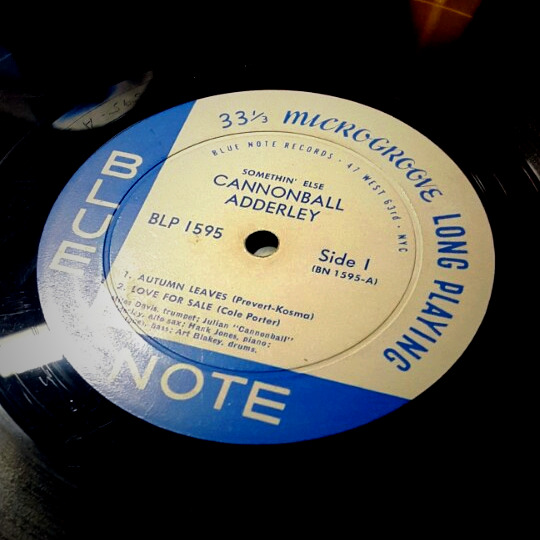 33 1/3 MICROGROOVE LONG PLAYING
BLUE NOTE RECORDS · 47 WEST 63rd · NYC
SOMETHIN' ELSE
CANNONBALL
ADDERLEY
BLP 1595
Side 1
(BN 1595-A)
1. AUTUMN LEAVES (Prevert-Kosma)
2. LOVE FOR SALE (Cole Porter)
Davis, trumpet; Julian "Cannonball"
alto sax; Hank Jones, piano;
bass; Art Blakey, drums.
BLUE
NOTE